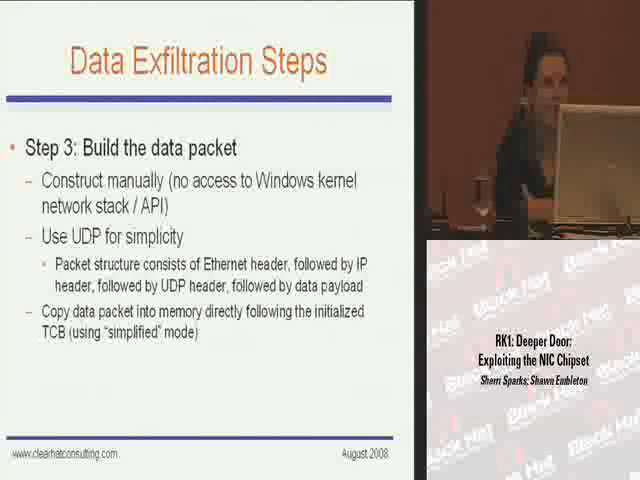 Data Exfiltration Steps
• Step 3: Build the data packet
– Construct manually (no access to Windows kernel
network stack / API)
– Use UDP for simplicity
• Packet structure consists of Ethernet header, followed by IP
header, followed by UDP header, followed by data payload
– Copy data packet into memory directly following the initialized
TCB (using "simplified" mode)
www.clearhatconsulting.com
August 2008
RK1: Deeper Door:
Exploiting the NIC Chipset
Sherri Sparks; Shawn Embleton
Black Hat